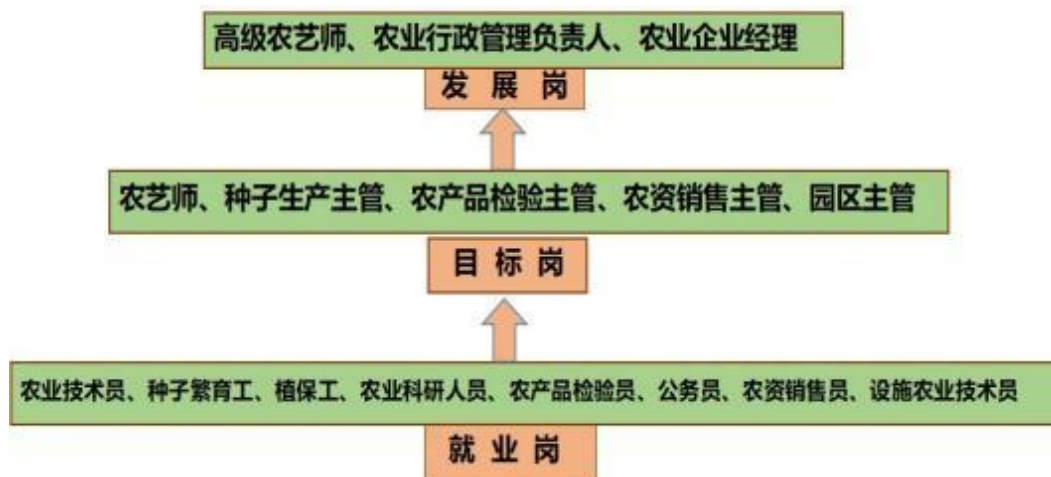 高级农艺师、农业行政管理负责人、农业企业经理
发 展 岗
农艺师、种子生产主管、农产品检验主管、农资销售主管、园区主管
目 标 岗
农业技术员、种子繁育工、植保工、农业科研人员、农产品检验员、公务员、农资销售员、设施农业技术员
就 业 岗